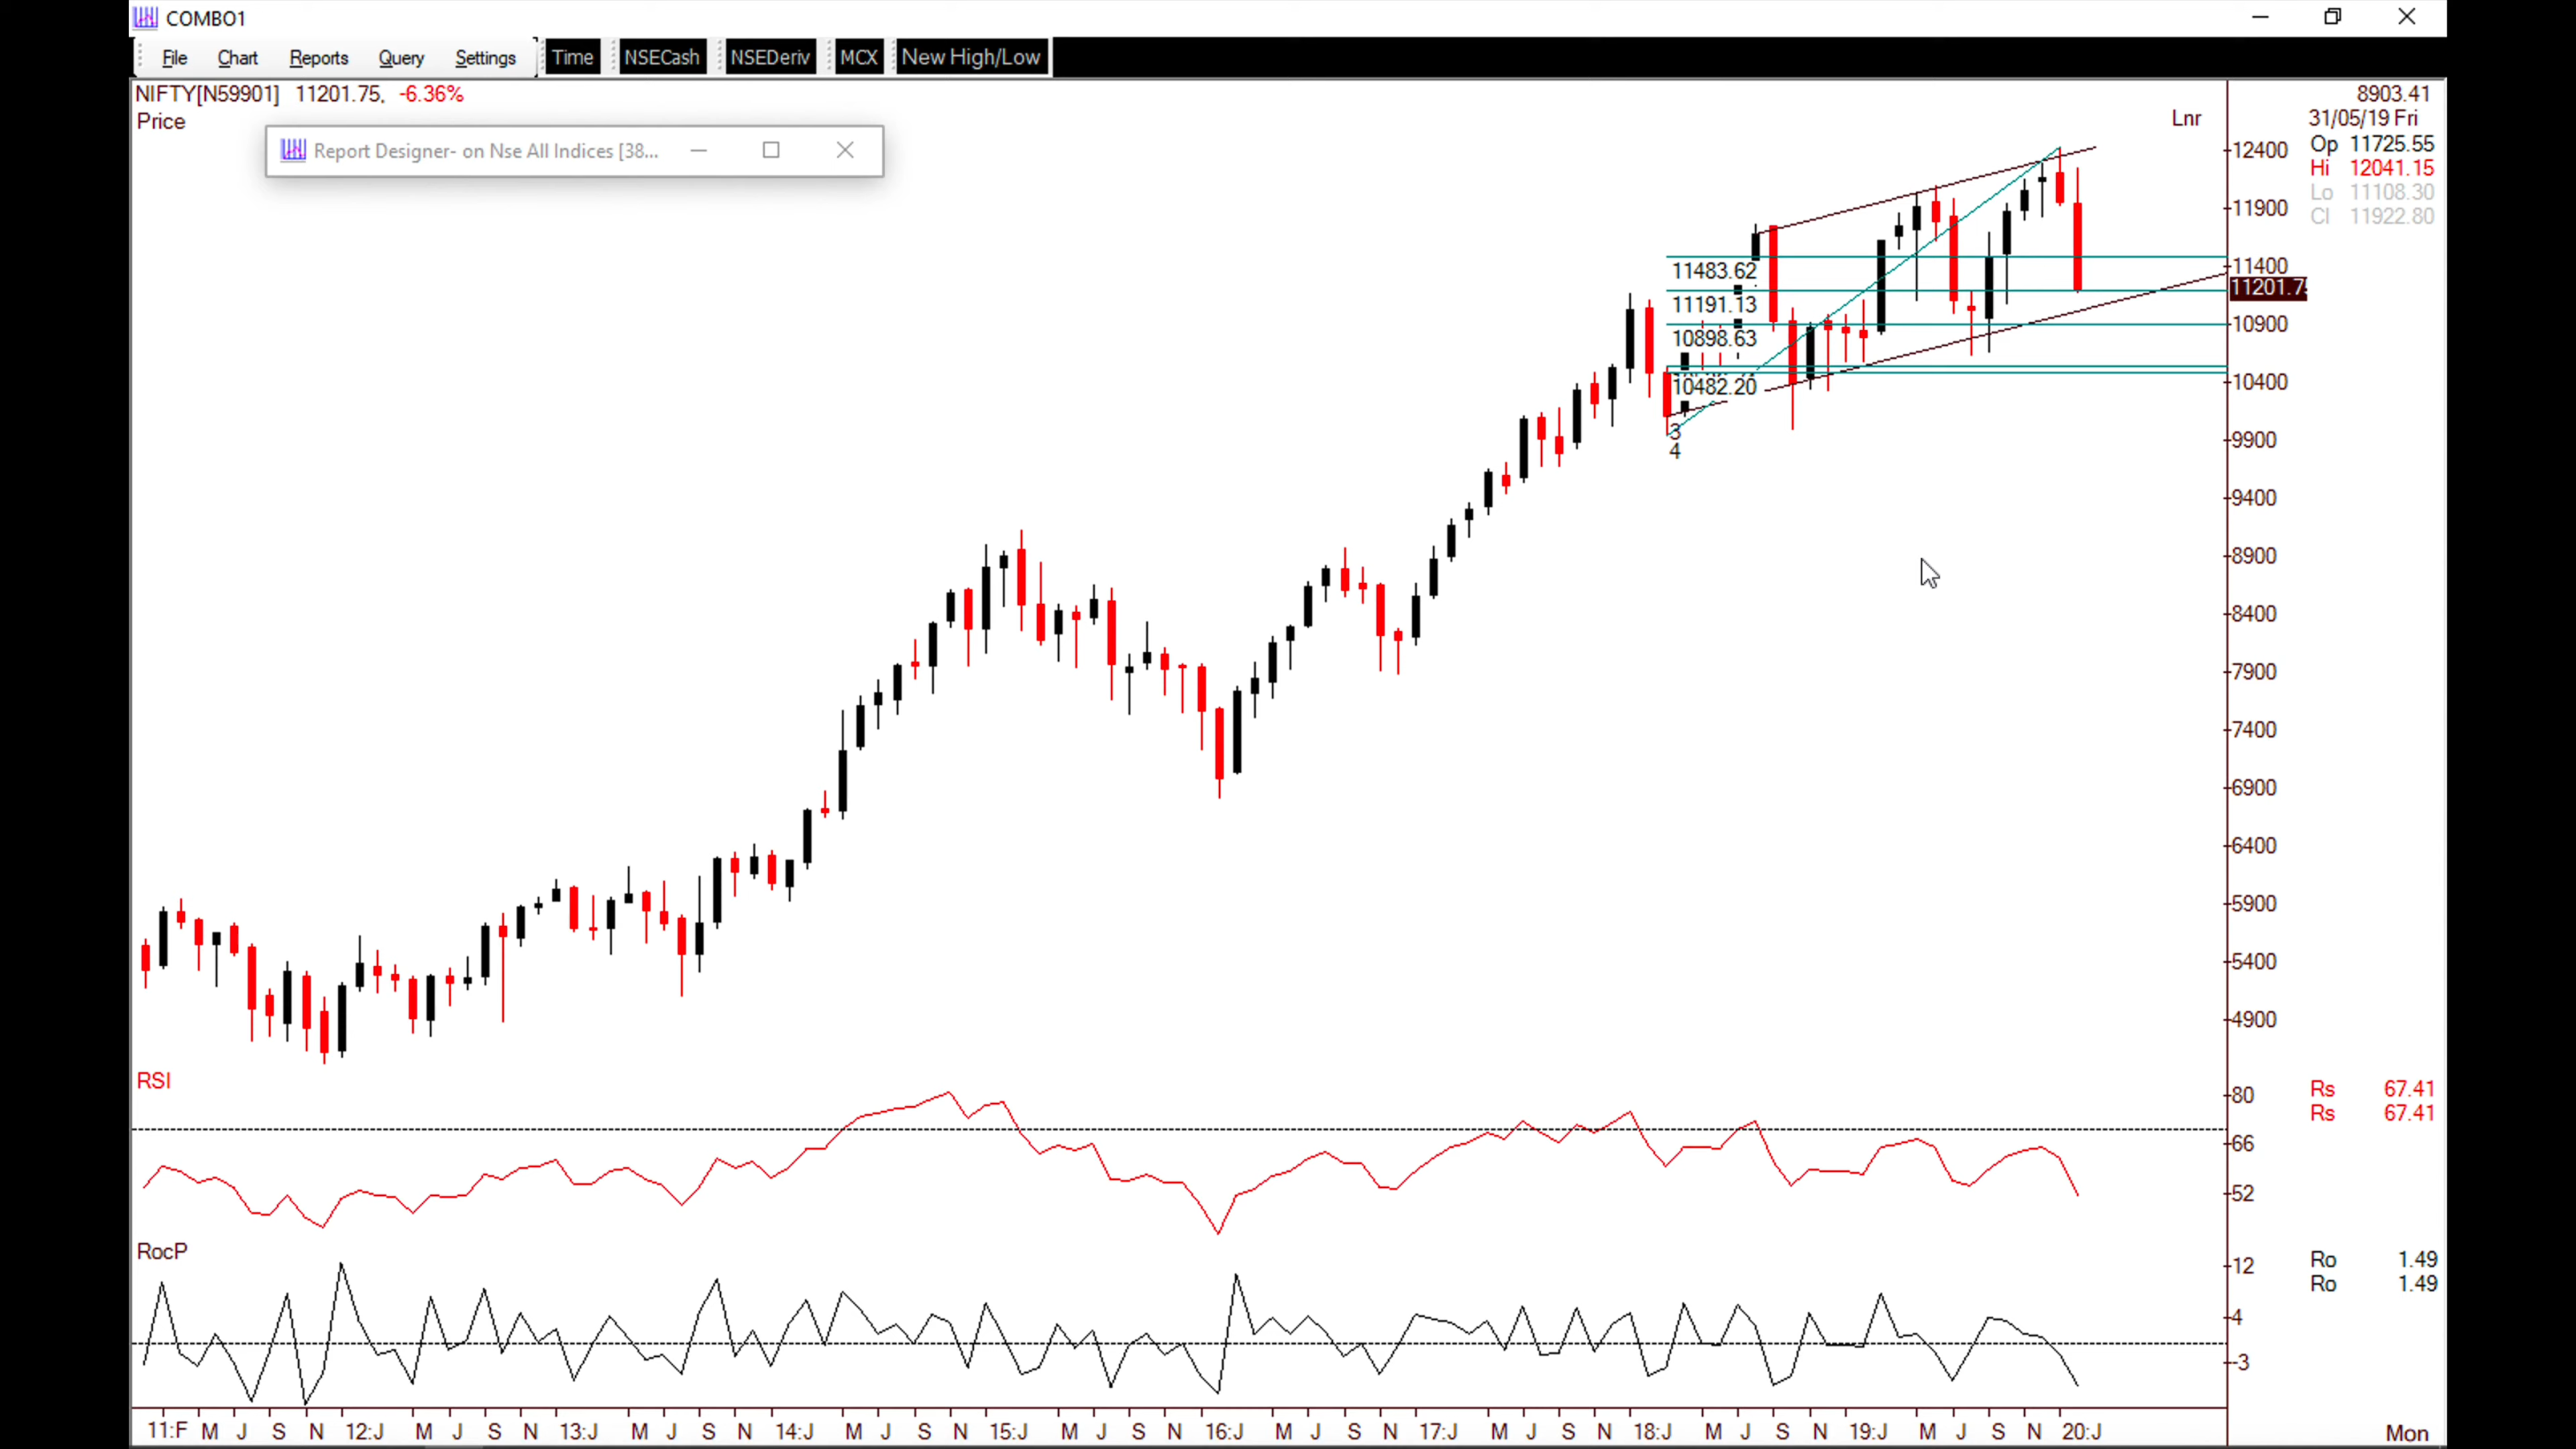 COMBO1
File Chart Reports Query Settings Time NSECash NSEDeriv MCX New High/Low
NIFTY[N59901] 11201.75, -6.36%
Price
Report Designer- on Nse All Indices [38...
Lnr
8903.41
31/05/19 Fri
Op 11725.55
Hi 12041.15
Lo 11108.30
Cl 11922.80
12400
11900
11400
11201.7
10900
10400
9900
9400
8900
8400
7900
7400
6900
6400
5900
5400
4900
11483.62
11191.13
10898.63
10482.20
3
4
RSI
80
66
52
Rs 67.41
Rs 67.41
RocP
12
4
-3
Ro 1.49
Ro 1.49
11:F M J S N 12:J M J S N 13:J M J S N 14:J M J S N 15:J M J S N 16:J M J S N 17:J M J S N 18:J M J S N 19:J M J S N 20:J Mon